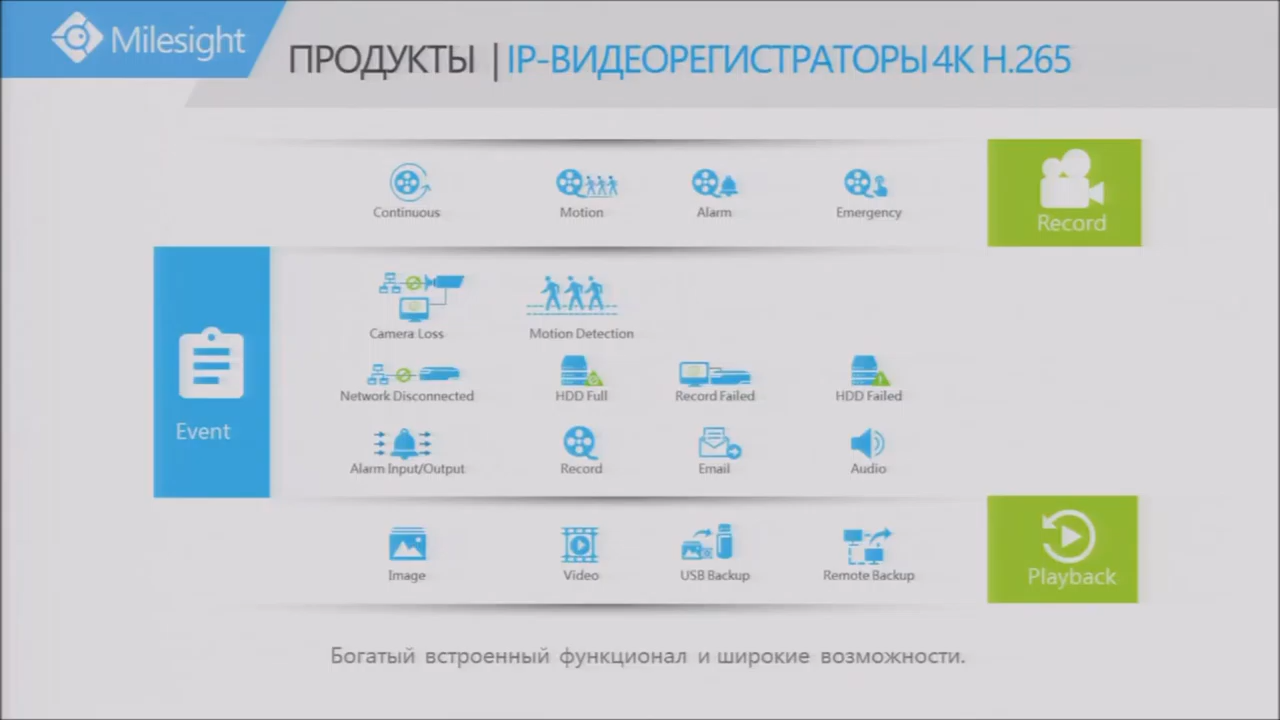 Milesight
ПРОДУКТЫ | IP-ВИДЕОРЕГИСТРАТОРЫ 4K H.265
Continuous Motion Alarm Emergency
Record
Camera Loss Motion Detection
Network Disconnected HDD Full Record Failed HDD Failed
Event
Alarm Input/Output Record Email Audio
Image Video USB Backup Remote Backup
Playback
Богатый встроенный функционал и широкие возможности.